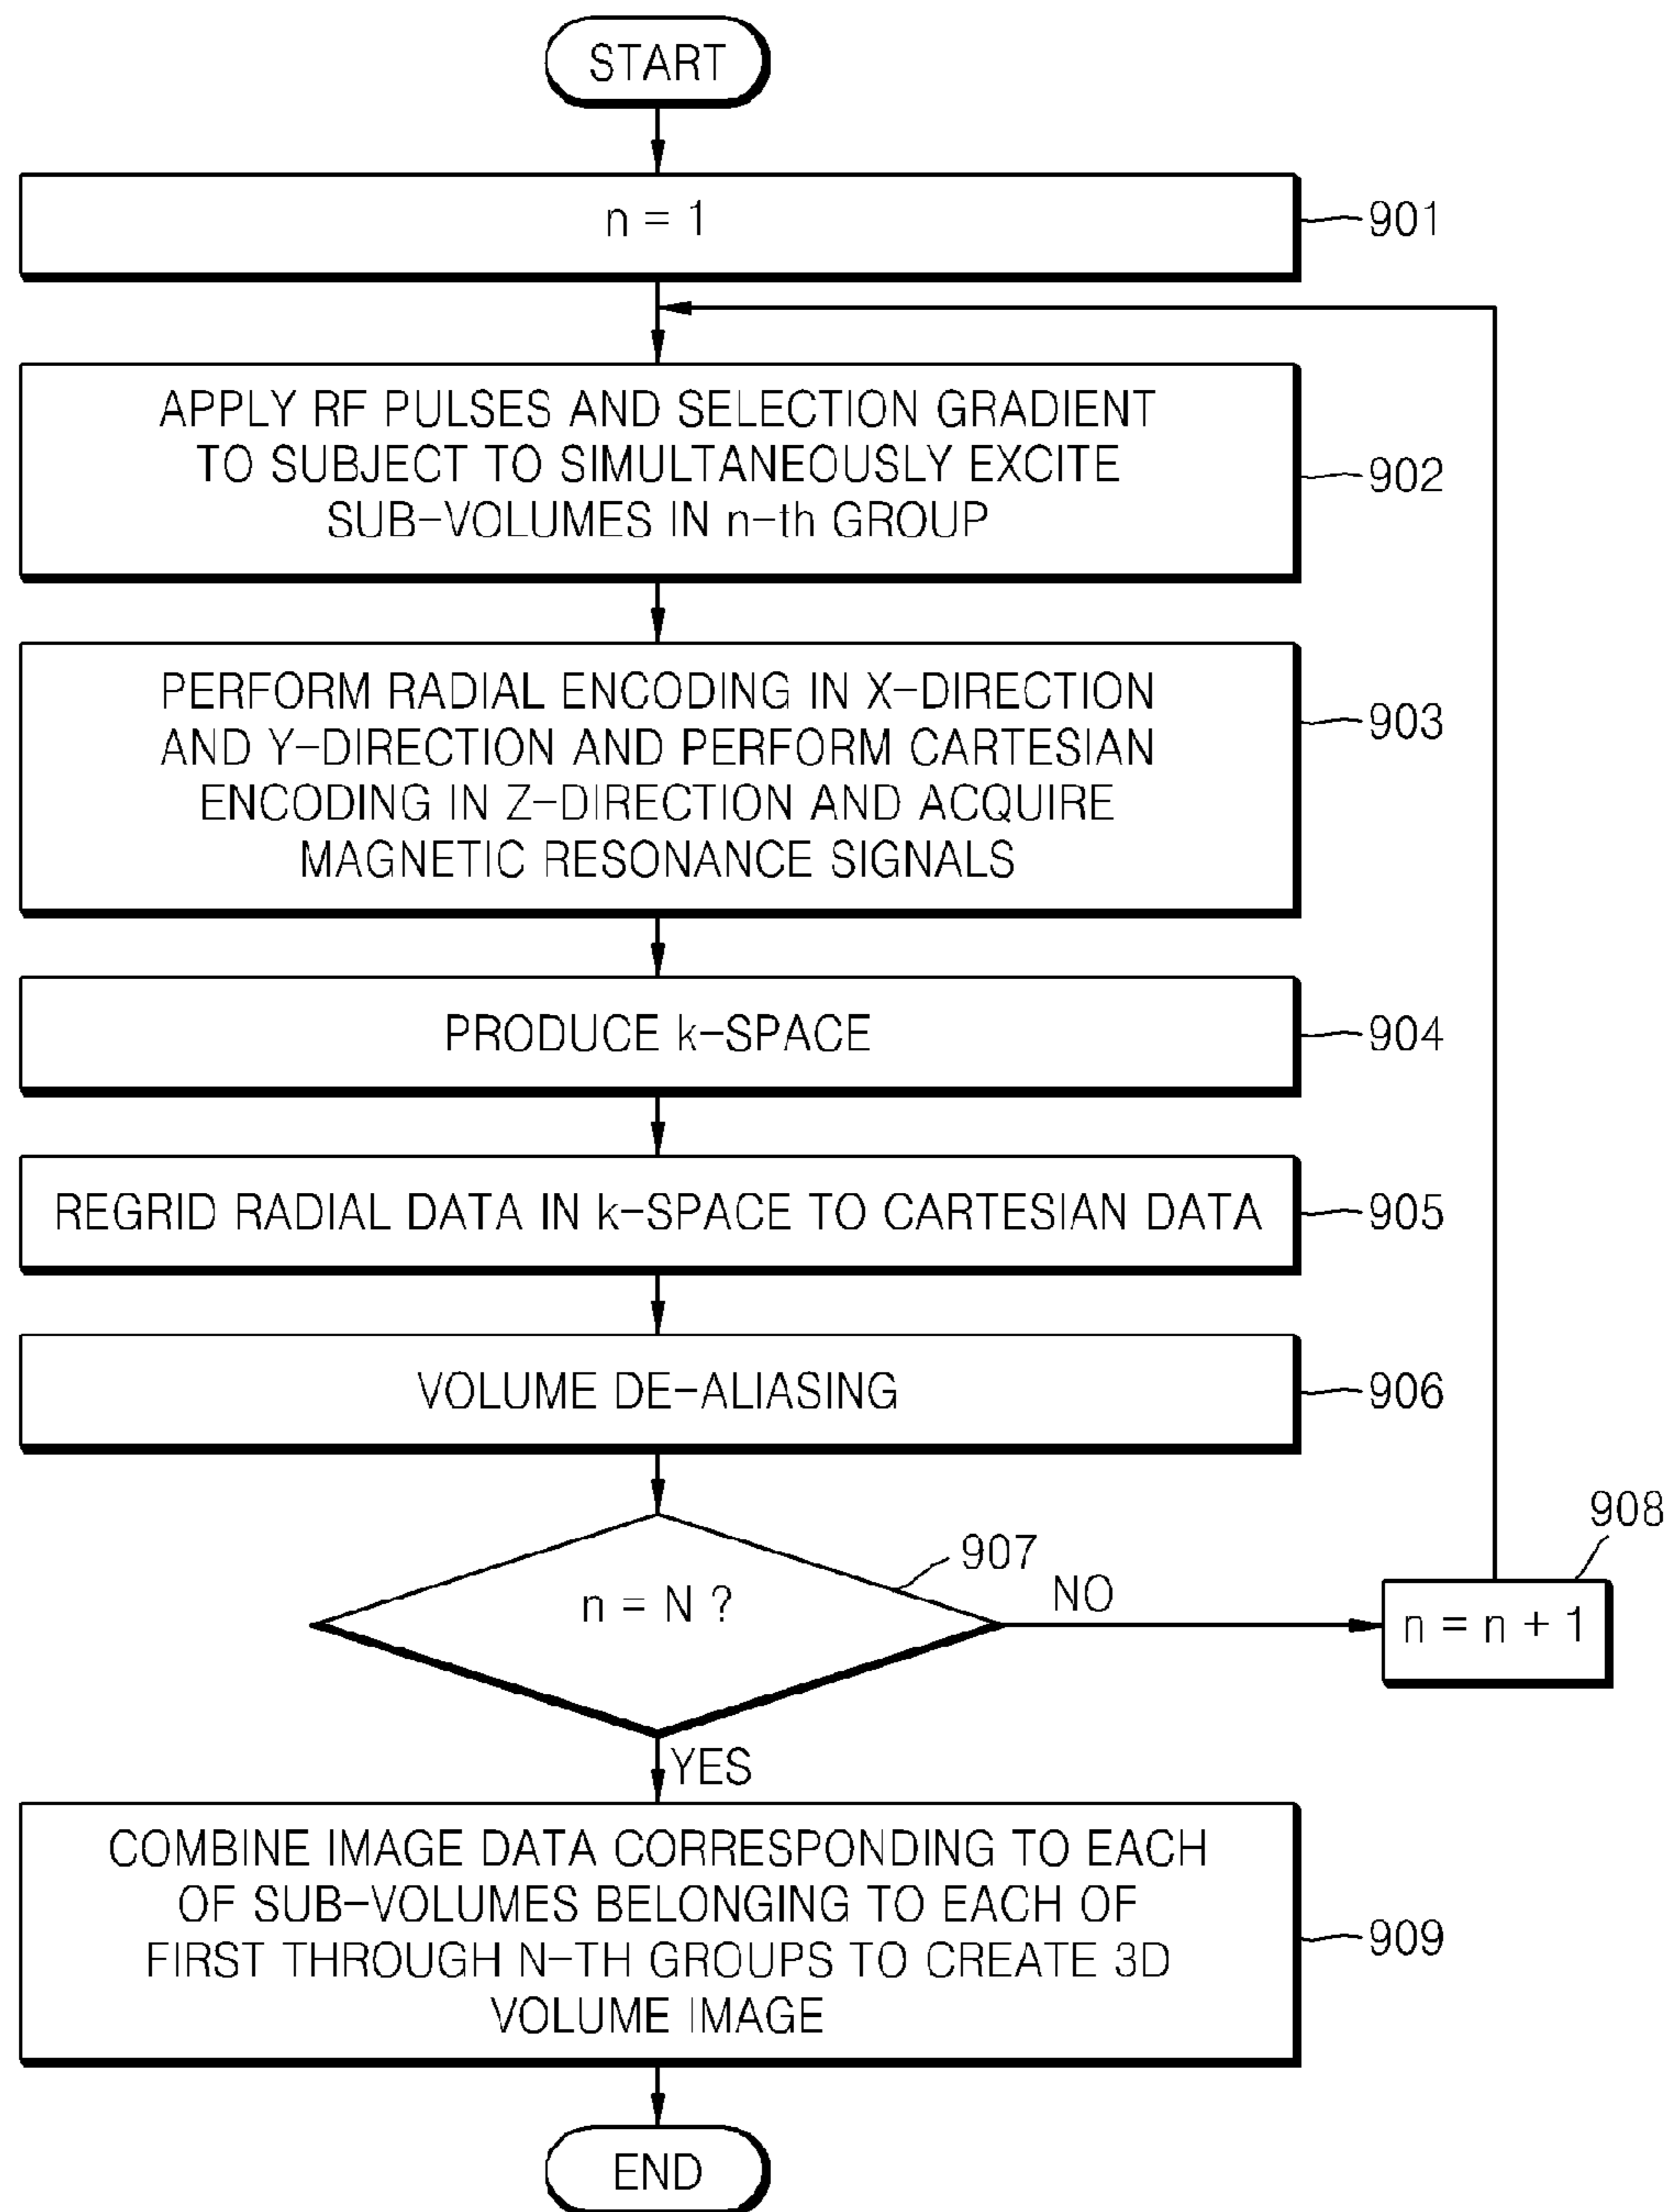 START
n = 1
901
APPLY RF PULSES AND SELECTION GRADIENT
TO SUBJECT TO SIMULTANEOUSLY EXCITE
SUB-VOLUMES IN n-th GROUP
902
PERFORM RADIAL ENCODING IN X-DIRECTION
AND Y-DIRECTION AND PERFORM CARTESIAN
ENCODING IN Z-DIRECTION AND ACQUIRE
MAGNETIC RESONANCE SIGNALS
903
PRODUCE k-SPACE
904
REGRID RADIAL DATA IN k-SPACE TO CARTESIAN DATA
905
VOLUME DE-ALIASING
906
n = N ?
907
NO
908
n = n + 1
YES
COMBINE IMAGE DATA CORRESPONDING TO EACH
OF SUB-VOLUMES BELONGING TO EACH OF
FIRST THROUGH N-TH GROUPS TO CREATE 3D
VOLUME IMAGE
909
END